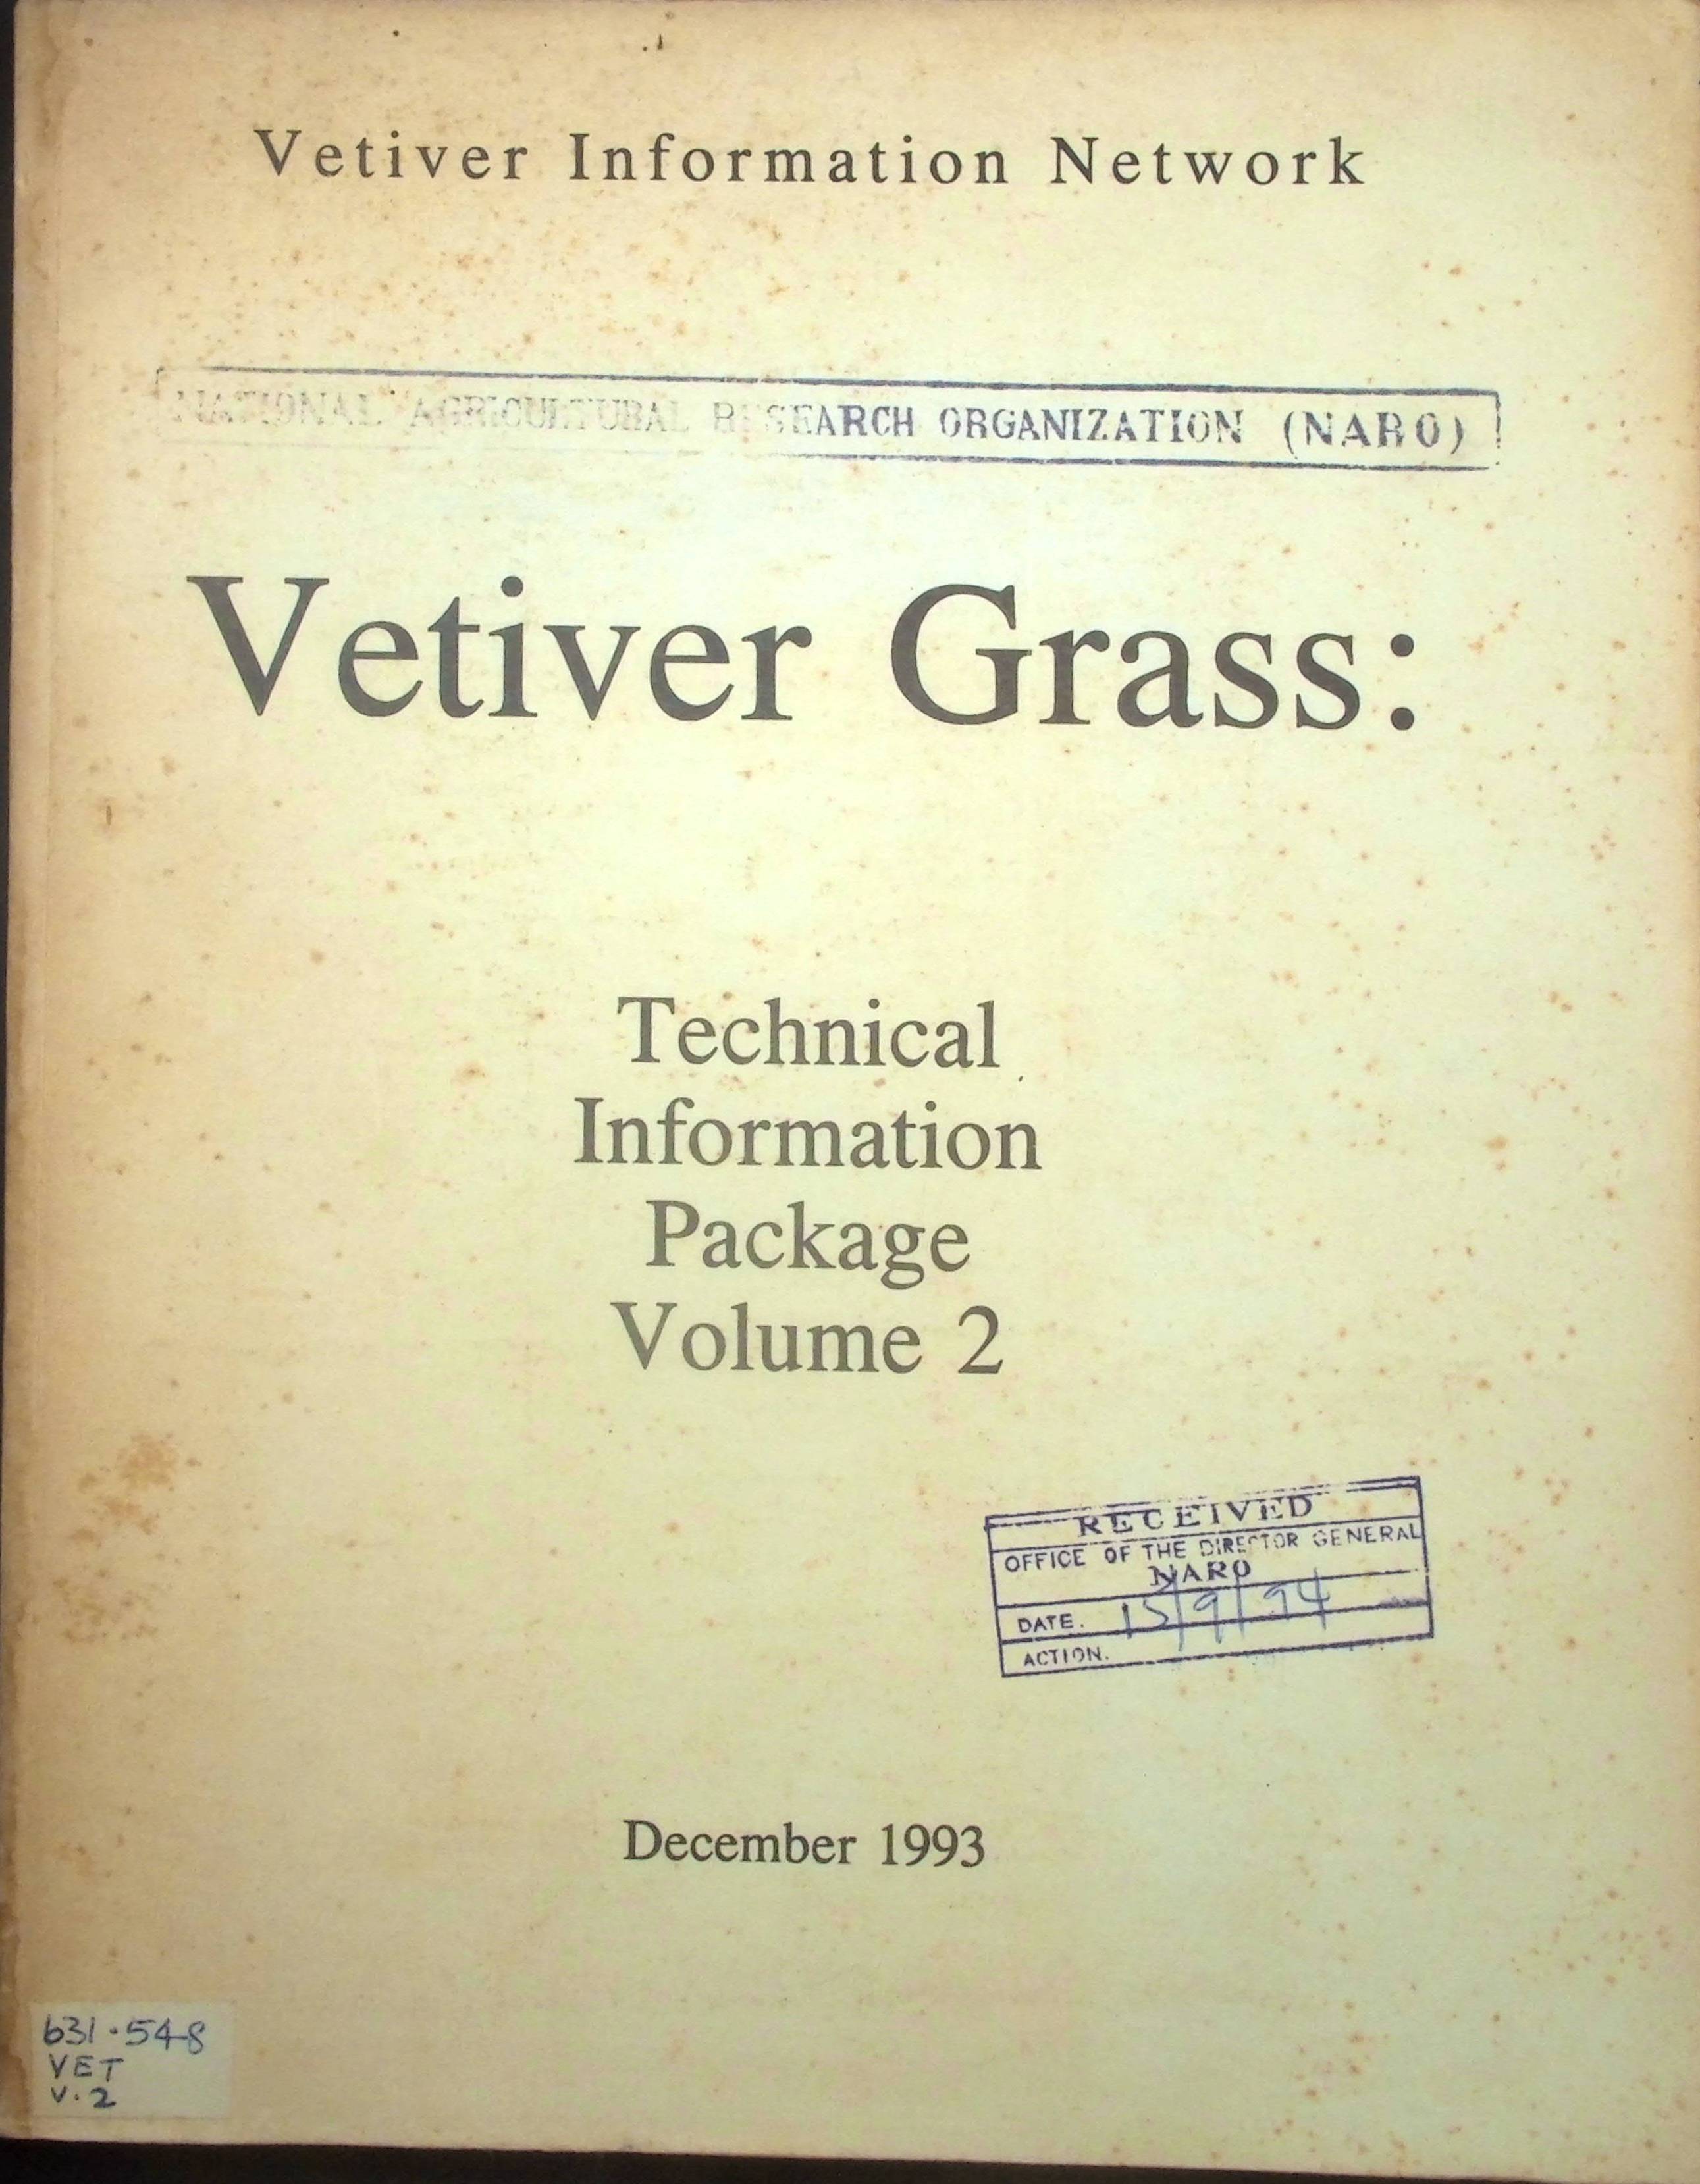 Vetiver Information Network
NATIONAL AGRICULTURAL RESEARCH ORGANIZATION (NARO)
Vetiver Grass:
Technical
Information
Package
Volume 2
RECEIVED
OFFICE OF THE DIRECTOR GENERAL
NARO
DATE. 15/9/94
ACTION.
December 1993
631.548
VET
V.2